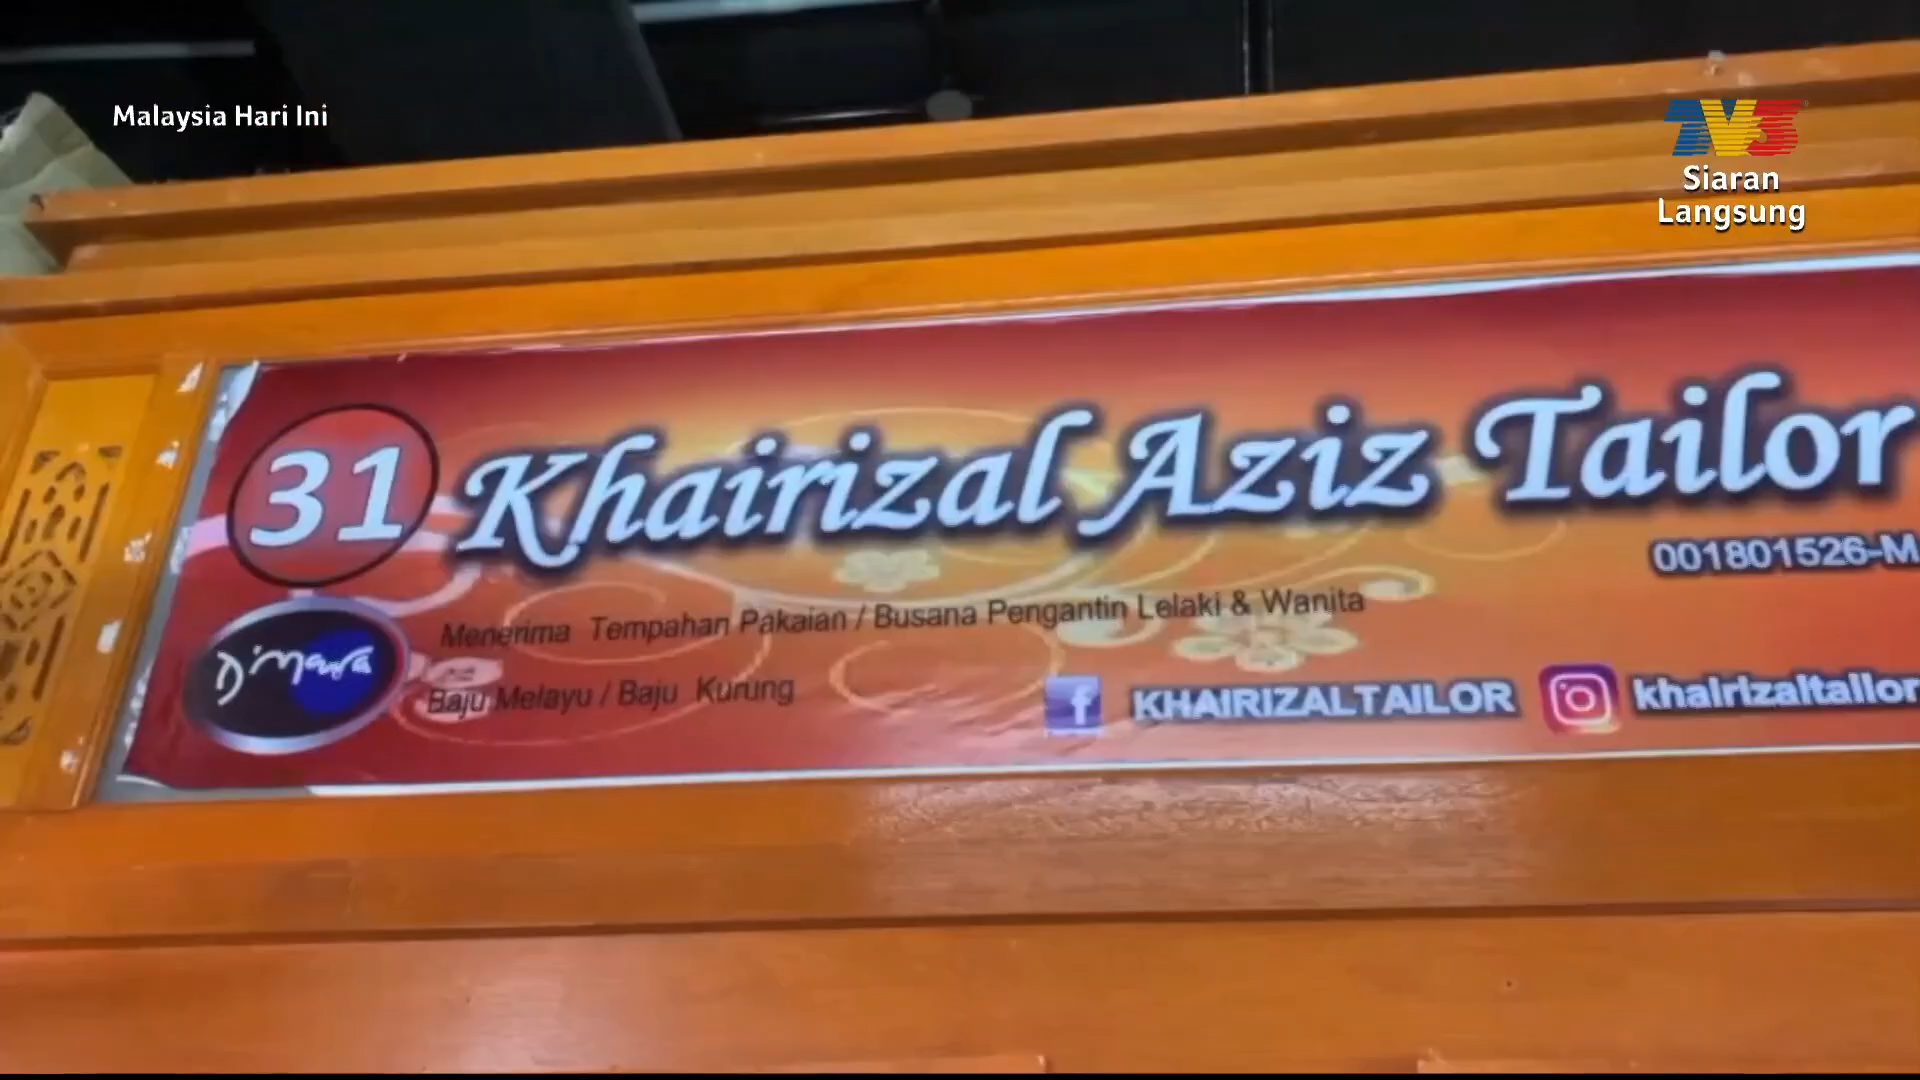 Malaysia Hari Ini
TV3
Siaran
Langsung
31 Khairizal Aziz Tailor
001801526-M
Menerima Tempahan Pakaian / Busana Pengantin Lelaki & Wanita
Baju Melayu / Baju Kurung
D'mawa
f KHAIRIZALTAILOR khairizaltailor